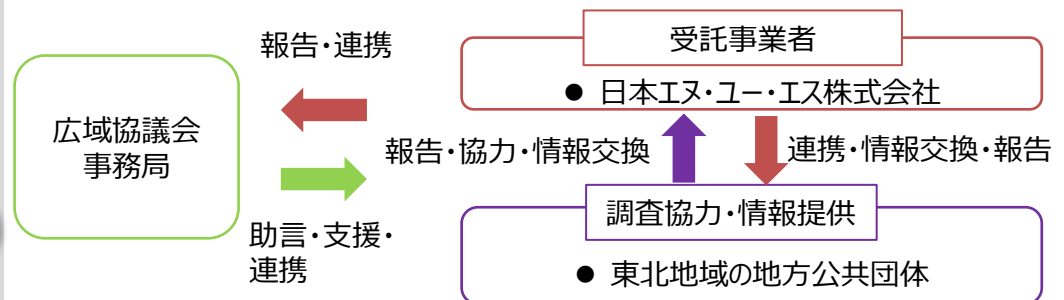 受託事業者
● 日本エヌ・ユー・エス株式会社
報告・連携
広域協議会
事務局
報告・協力・情報交換
連携・情報交換・報告
助言・支援・
連携
調査協力・情報提供
● 東北地域の地方公共団体